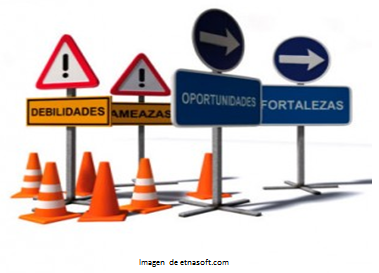 DEBILIDADES
AMEAZAS
OPORTUNIDADES
FORTALEZAS
Imagen de etnasoft.com